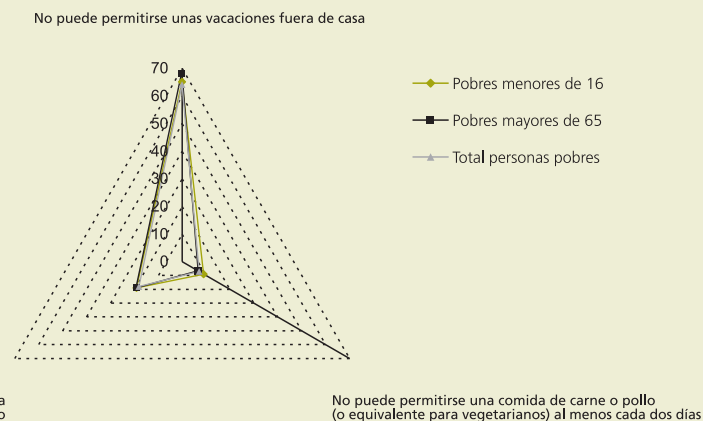 No puede permitirse unas vacaciones fuera de casa
70
60
50
40
30
20
10
0
Pobres menores de 16
Pobres mayores de 65
Total personas pobres
a
o
No puede permitirse una comida de carne o pollo
(o equivalente para vegetarianos) al menos cada dos días